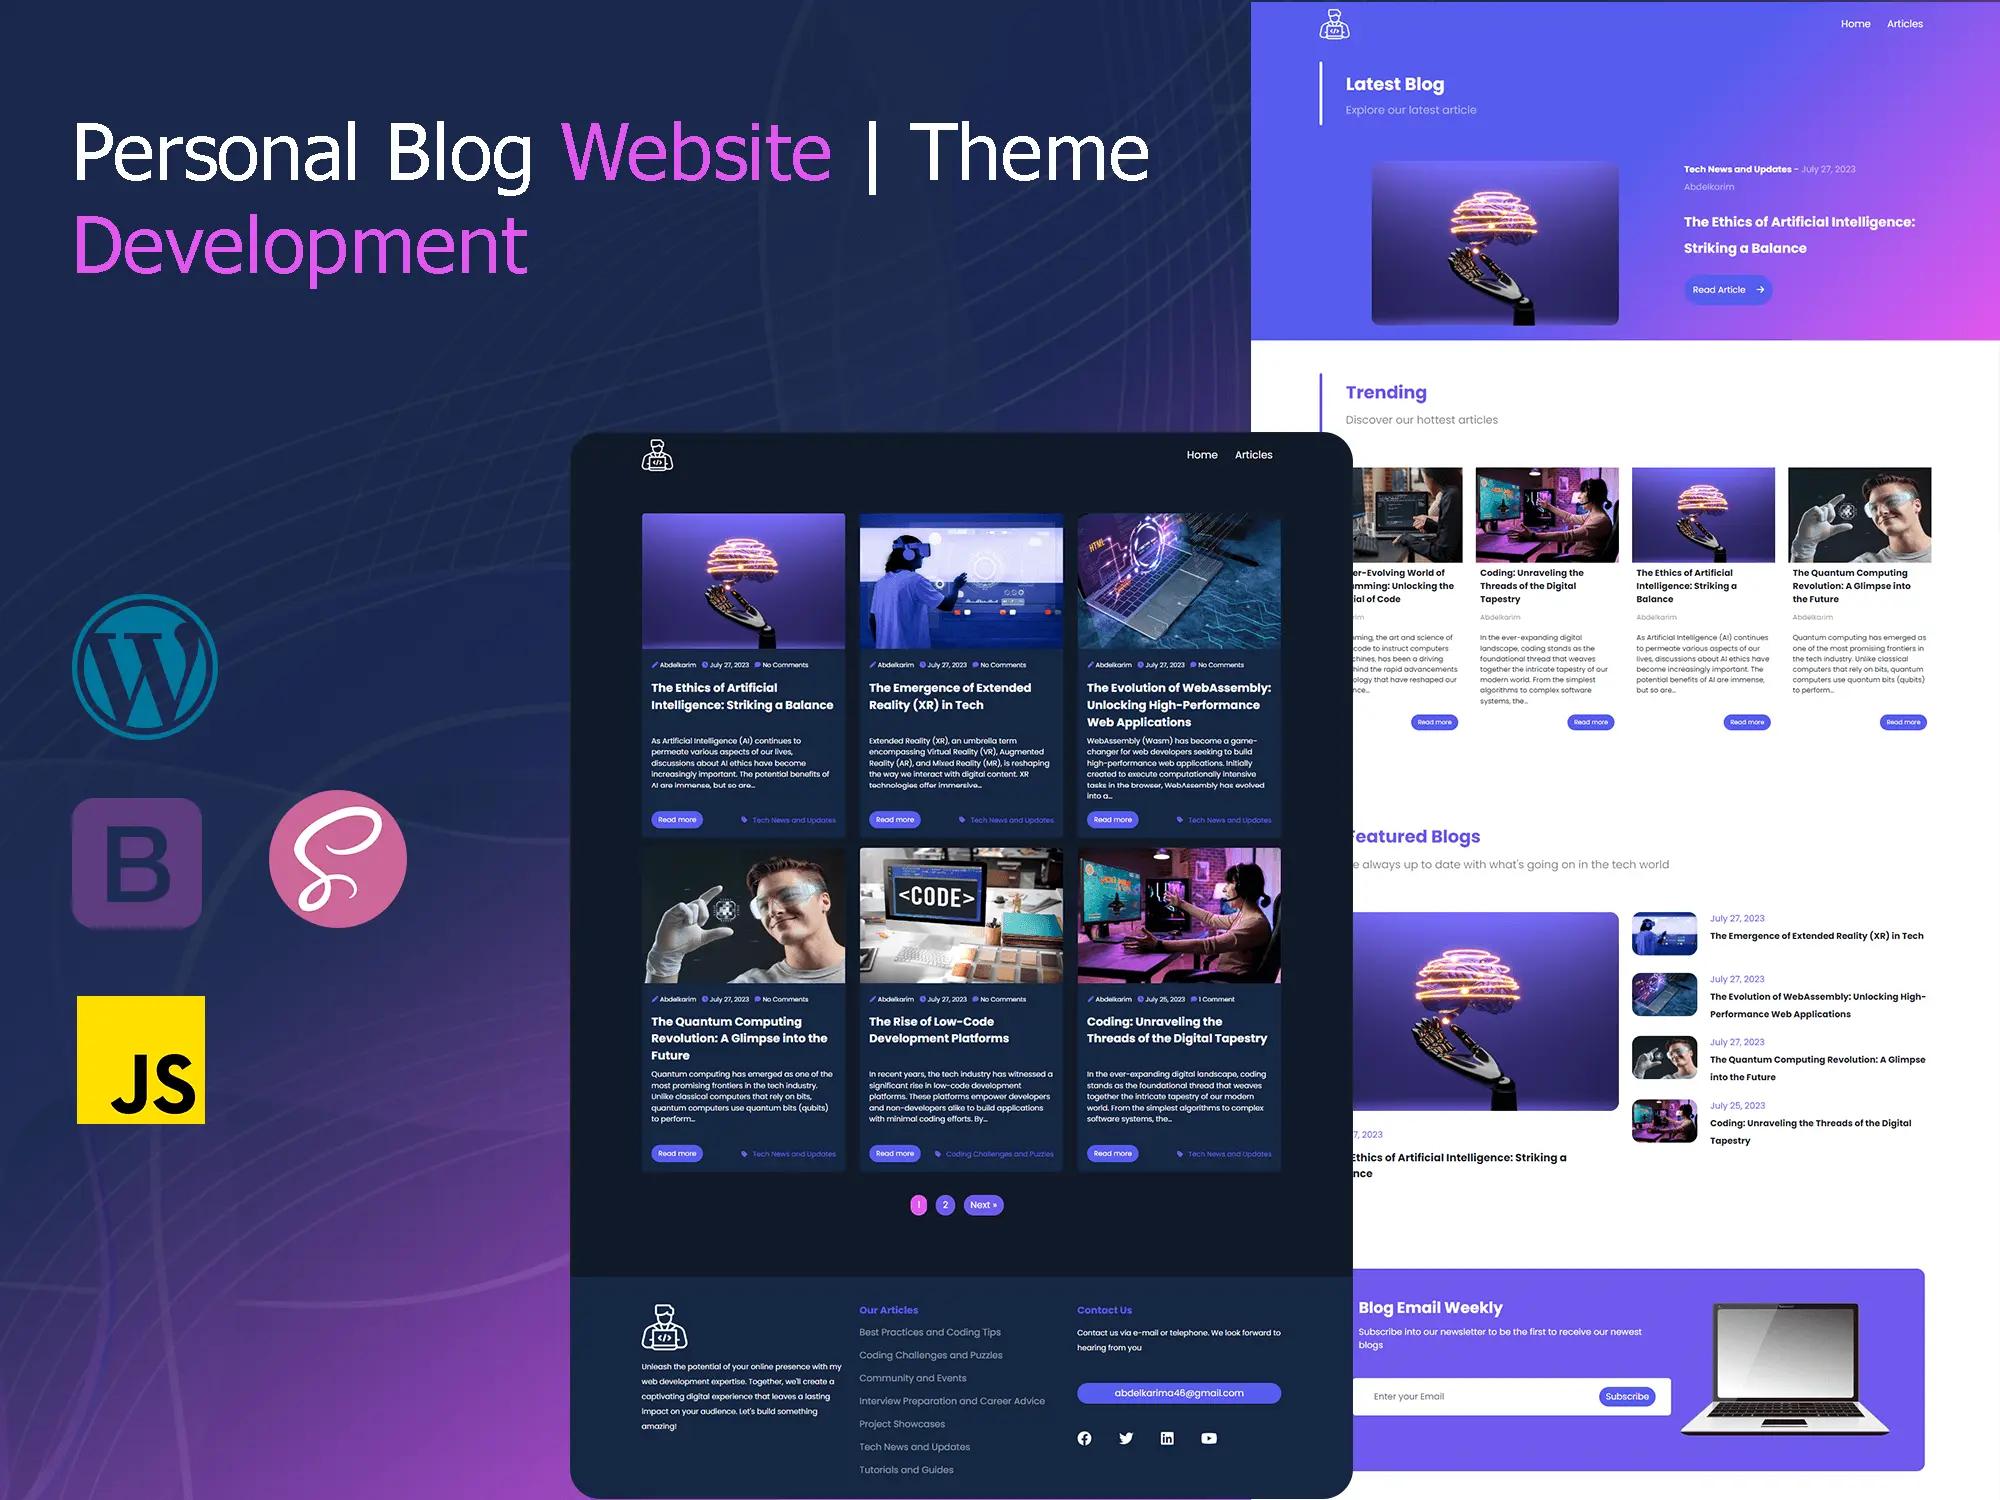 Personal Blog Website | Theme
Development
JS
Home Articles
Latest Blog
Explore our latest article
Tech News and Updates - July 27, 2023
Abdelkarim
The Ethics of Artificial Intelligence:
Striking a Balance
Read Article
Trending
Discover our hottest articles
er-Evolving World of
mming: Unlocking the
ial of Code
rim
ming, the art and science of
code to instruct computers
chines, has been a driving
hind the rapid advancements
ology that have reshaped our
nce...
Read more
Coding: Unraveling the
Threads of the Digital
Tapestry
Abdelkarim
In the ever-expanding digital
landscape, coding stands as the
foundational thread that weaves
together the intricate tapestry of our
modern world. From the simplest
algorithms to complex software
systems, the...
Read more
The Ethics of Artificial
Intelligence: Striking a
Balance
Abdelkarim
As Artificial Intelligence (AI) continues
to permeate various aspects of our
lives, discussions about AI ethics have
become increasingly important. The
potential benefits of AI are immense,
but so are...
Read more
The Quantum Computing
Revolution: A Glimpse into
the Future
Abdelkarim
Quantum computing has emerged as
one of the most promising frontiers in
the tech industry. Unlike classical
computers that rely on bits, quantum
computers use quantum bits (qubits)
to perform...
Read more
Featured Blogs
e always up to date with what's going on in the tech world
7, 2023
Ethics of Artificial Intelligence: Striking a
nce
July 27, 2023
The Emergence of Extended Reality (XR) in Tech
July 27, 2023
The Evolution of WebAssembly: Unlocking High-
Performance Web Applications
July 27, 2023
The Quantum Computing Revolution: A Glimpse
into the Future
July 25, 2023
Coding: Unraveling the Threads of the Digital
Tapestry
Blog Email Weekly
Subscribe into our newsletter to be the first to receive our newest
blogs
Enter your Email
Subscribe
Home Articles
Abdelkarim July 27, 2023 No Comments
The Ethics of Artificial
Intelligence: Striking a Balance
As Artificial Intelligence (AI) continues to
permeate various aspects of our lives,
discussions about AI ethics have become
increasingly important. The potential benefits of
AI are immense, but so are...
Read more Tech News and Updates
Abdelkarim July 27, 2023 No Comments
The Emergence of Extended
Reality (XR) in Tech
Extended Reality (XR), an umbrella term
encompassing Virtual Reality (VR), Augmented
Reality (AR), and Mixed Reality (MR), is reshaping
the way we interact with digital content. XR
technologies offer immersive...
Read more Tech News and Updates
HTML
Abdelkarim July 27, 2023 No Comments
The Evolution of WebAssembly:
Unlocking High-Performance
Web Applications
WebAssembly (Wasm) has become a game-
changer for web developers seeking to build
high-performance web applications. Initially
created to execute computationally intensive
tasks in the browser, WebAssembly has evolved
into a...
Read more Tech News and Updates
Abdelkarim July 27, 2023 No Comments
The Quantum Computing
Revolution: A Glimpse into the
Future
Quantum computing has emerged as one of the
most promising frontiers in the tech industry.
Unlike classical computers that rely on bits,
quantum computers use quantum bits (qubits)
to perform...
Read more Tech News and Updates
<CODE>
Abdelkarim July 27, 2023 No Comments
The Rise of Low-Code
Development Platforms
In recent years, the tech industry has witnessed a
significant rise in low-code development
platforms. These platforms empower developers
and non-developers alike to build applications
with minimal coding efforts. By...
Read more Coding Challenges and Puzzles
Abdelkarim July 25, 2023 1 Comment
Coding: Unraveling the
Threads of the Digital Tapestry
In the ever-expanding digital landscape, coding
stands as the foundational thread that weaves
together the intricate tapestry of our modern
world. From the simplest algorithms to complex
software systems, the...
Read more Tech News and Updates
1 2 Next »
Unleash the potential of your online presence with my
web development expertise. Together, we'll create a
captivating digital experience that leaves a lasting
impact on your audience. Let's build something
amazing!
Our Articles
Best Practices and Coding Tips
Coding Challenges and Puzzles
Community and Events
Interview Preparation and Career Advice
Project Showcases
Tech News and Updates
Tutorials and Guides
Contact Us
Contact us via e-mail or telephone. We look forward to
hearing from you
abdelkarima46@gmail.com